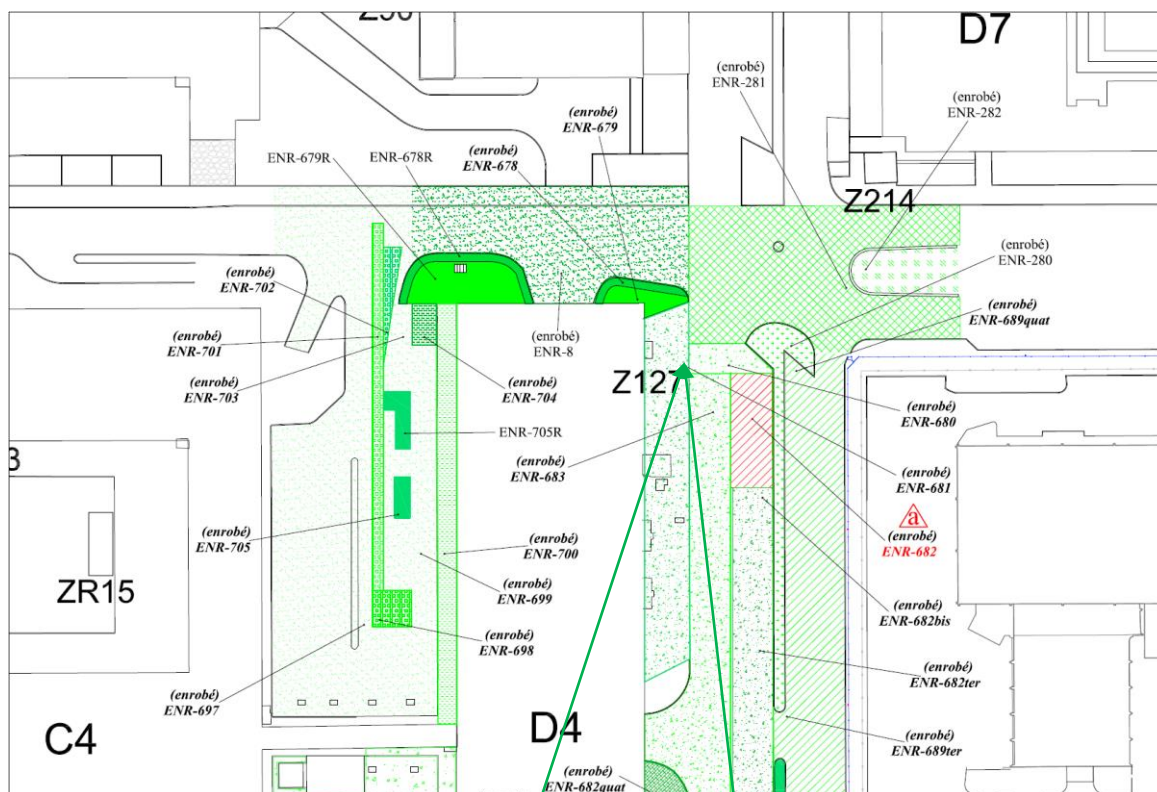 Z90
D7
(enrobé)
ENR-281
(enrobé)
ENR-282
(enrobé)
ENR-679
(enrobé)
ENR-678
ENR-679R
ENR-678R
Z214
(enrobé)
ENR-280
(enrobé)
ENR-702
(enrobé)
ENR-689quat
(enrobé)
ENR-701
(enrobé)
ENR-8
(enrobé)
ENR-703
(enrobé)
ENR-704
Z127
(enrobé)
ENR-680
ENR-705R
(enrobé)
ENR-683
(enrobé)
ENR-681
a
(enrobé)
ENR-682
(enrobé)
ENR-705
(enrobé)
ENR-700
(enrobé)
ENR-699
ZR15
(enrobé)
ENR-682bis
(enrobé)
ENR-698
(enrobé)
ENR-682ter
(enrobé)
ENR-697
C4
D4
(enrobé)
ENR-689ter
(enrobé)
ENR-682quat